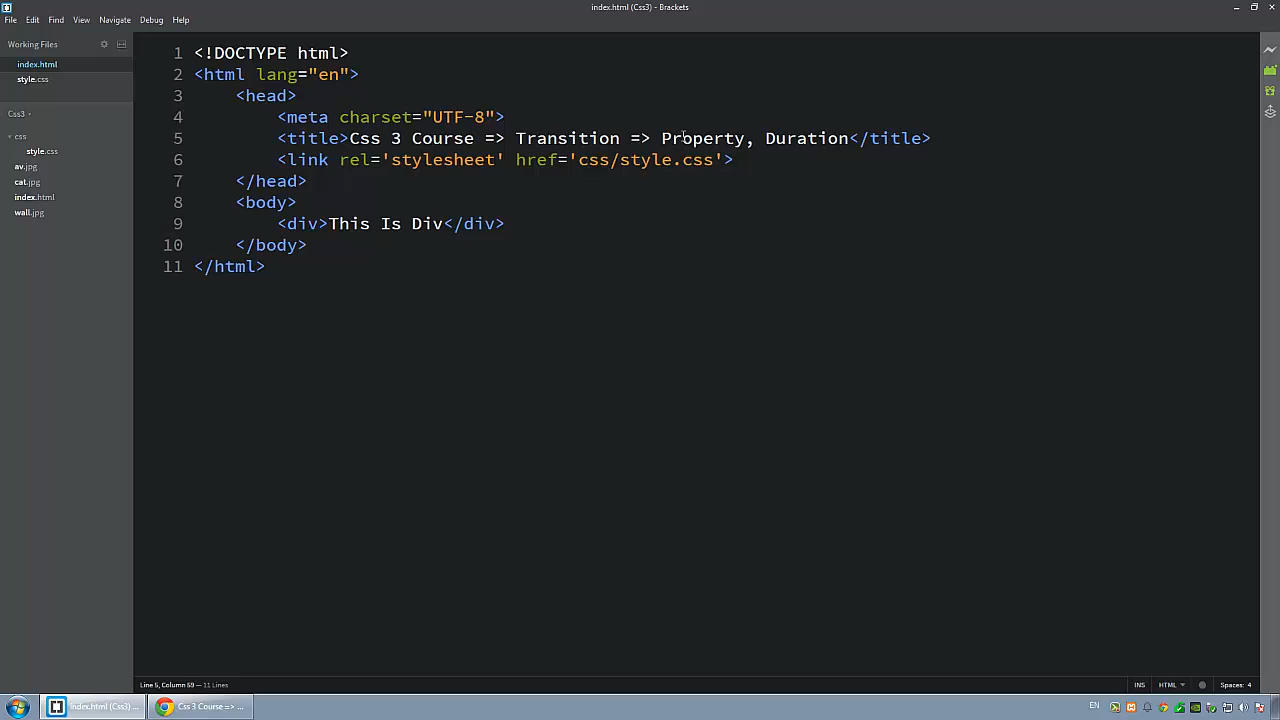 index.html (Css3) - Brackets
File Edit Find View Navigate Debug Help
Working Files
index.html
style.css
Css3
css
style.css
av.jpg
cat.jpg
index.html
wall.jpg
1 <!DOCTYPE html>
2 <html lang="en">
3 <head>
4 <meta charset="UTF-8">
5 <title>Css 3 Course => Transition => Property, Duration</title>
6 <link rel='stylesheet' href='css/style.css'>
7 </head>
8 <body>
9 <div>This Is Div</div>
10 </body>
11 </html>
Line 5, Column 59 — 11 Lines
INS HTML Spaces: 4
index.html (Css3) ...
Css 3 Course => ...
EN